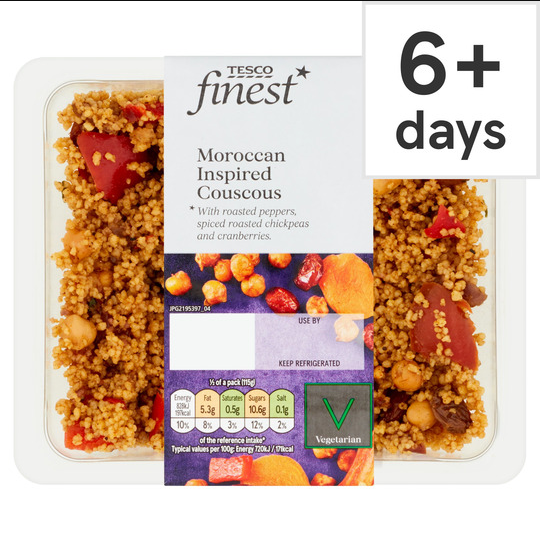 6+
days
TESCO
finest*
Moroccan
Inspired
Couscous
*With roasted peppers,
spiced roasted chickpeas
and cranberries.
JPG2195397_04
USE BY
KEEP REFRIGERATED
½ of a pack (115g)
Energy Fat Saturates Sugars Salt
828kJ 5.3g 0.5g 10.6g 0.1g
197kcal
10% 8% 3% 12% 2%
of the reference intake*
Typical values per 100g: Energy 720kJ / 171kcal
Vegetarian